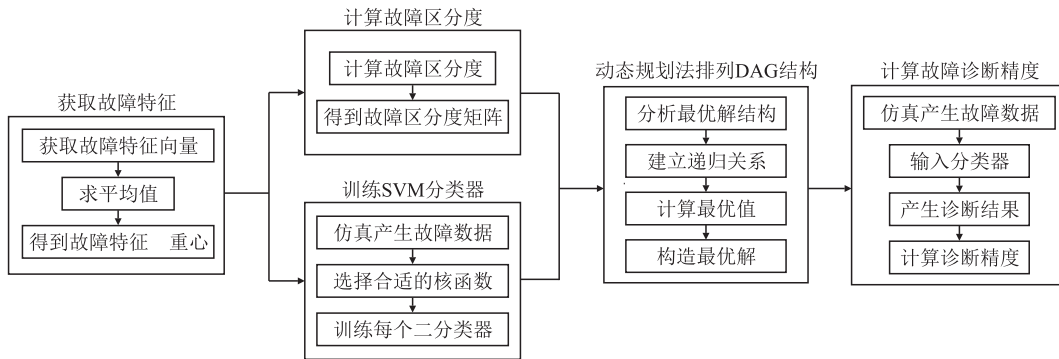 获取故障特征
获取故障特征向量
求平均值
得到故障特征 重心
计算故障区分度
计算故障区分度
得到故障区分度矩阵
训练SVM分类器
仿真产生故障数据
选择合适的核函数
训练每个二分类器
动态规划法排列DAG结构
分析最优解结构
建立递归关系
计算最优值
构造最优解
计算故障诊断精度
仿真产生故障数据
输入分类器
产生诊断结果
计算诊断精度